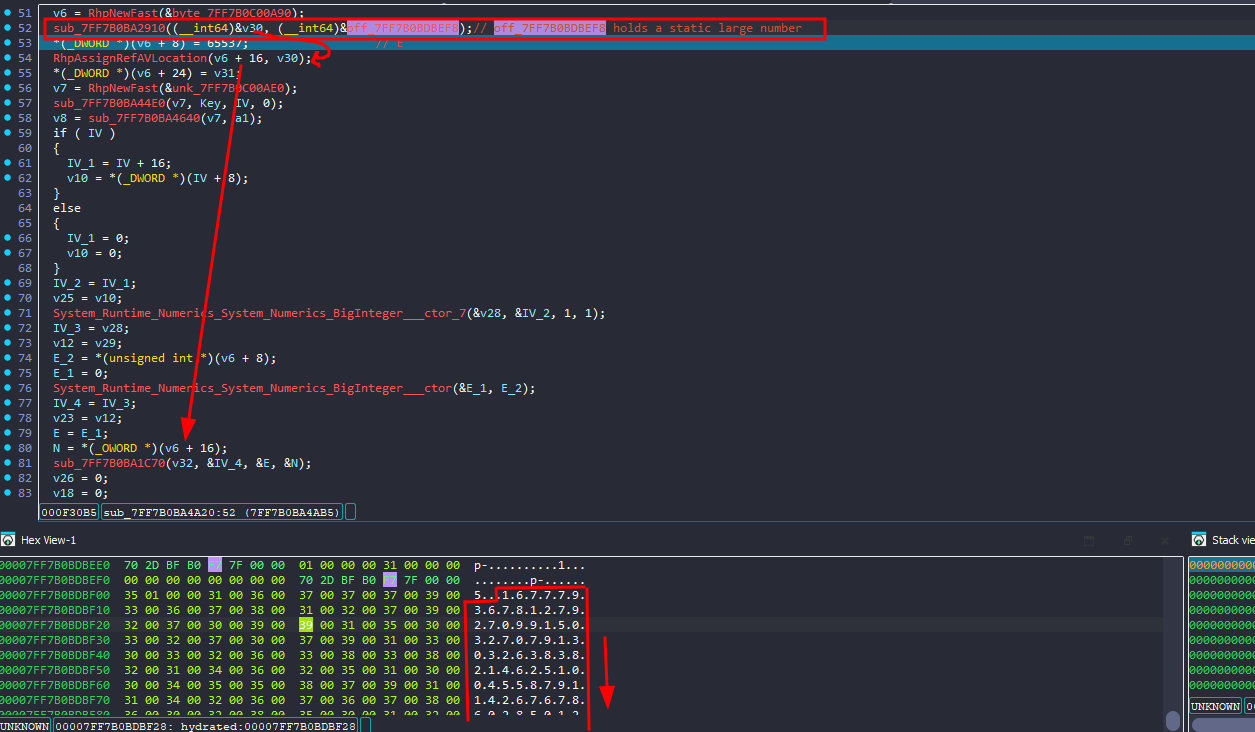 51 v6 = RhpNewFast(&byte_7FF7B0C00A90);
52 sub_7FF7B0BA2910((__int64)&v30, (__int64)&off_7FF7B0BDBEF8);// off_7FF7B0BDBEF8 holds a static large number
53 *(_DWORD *)(v6 + 8) = 65537; // E
54 RhpAssignRefAVLocation(v6 + 16, v30);
55 *(_DWORD *)(v6 + 24) = v31;
56 v7 = RhpNewFast(&unk_7FF7B0C00AE0);
57 sub_7FF7B0BA44E0(v7, Key, IV, 0);
58 v8 = sub_7FF7B0BA4640(v7, a1);
59 if ( IV )
60 {
61 IV_1 = IV + 16;
62 v10 = *(_DWORD *)(IV + 8);
63 }
64 else
65 {
66 IV_1 = 0;
67 v10 = 0;
68 }
69 IV_2 = IV_1;
70 v25 = v10;
71 System_Runtime_Numerics_System_Numerics_BigInteger___ctor_7(&v28, &IV_2, 1, 1);
72 IV_3 = v28;
73 v12 = v29;
74 E_2 = *(unsigned int *)(v6 + 8);
75 E_1 = 0;
76 System_Runtime_Numerics_System_Numerics_BigInteger___ctor(&E_1, E_2);
77 IV_4 = IV_3;
78 v23 = v12;
79 E = E_1;
80 N = *(_OWORD *)(v6 + 16);
81 sub_7FF7B0BA1C70(v32, &IV_4, &E, &N);
82 v26 = 0;
83 v18 = 0;
000F30B5 sub_7FF7B0BA4A20:52 (7FF7B0BA4AB5)
Hex View-1
Stack vie
00007FF7B0BDBEE0 70 2D BF B0 F7 7F 00 00 01 00 00 00 31 00 00 00 p-..........1...
00007FF7B0BDBEF0 00 00 00 00 00 00 00 00 70 2D BF B0 F7 7F 00 00 ........p-......
00007FF7B0BDBF00 35 01 00 00 31 00 36 00 37 00 37 00 37 00 39 00 5...1.6.7.7.7.9.
00007FF7B0BDBF10 33 00 36 00 37 00 38 00 31 00 32 00 37 00 39 00 3.6.7.8.1.2.7.9.
00007FF7B0BDBF20 32 00 37 00 30 00 39 00 39 00 31 00 35 00 30 00 2.7.0.9.9.1.5.0.
00007FF7B0BDBF30 33 00 32 00 37 00 30 00 37 00 39 00 31 00 33 00 3.2.7.0.7.9.1.3.
00007FF7B0BDBF40 30 00 33 00 32 00 36 00 33 00 38 00 33 00 38 00 0.3.2.6.3.8.3.8.
00007FF7B0BDBF50 32 00 31 00 34 00 36 00 32 00 35 00 31 00 30 00 2.1.4.6.2.5.1.0.
00007FF7B0BDBF60 30 00 34 00 35 00 35 00 38 00 37 00 39 00 31 00 0.4.5.5.8.7.9.1.
00007FF7B0BDBF70 31 00 34 00 32 00 36 00 37 00 36 00 37 00 38 00 1.4.2.6.7.6.7.8.
UNKNOWN 00007FF7B0BDBF28: hydrated:00007FF7B0BDBF28
UNKNOWN